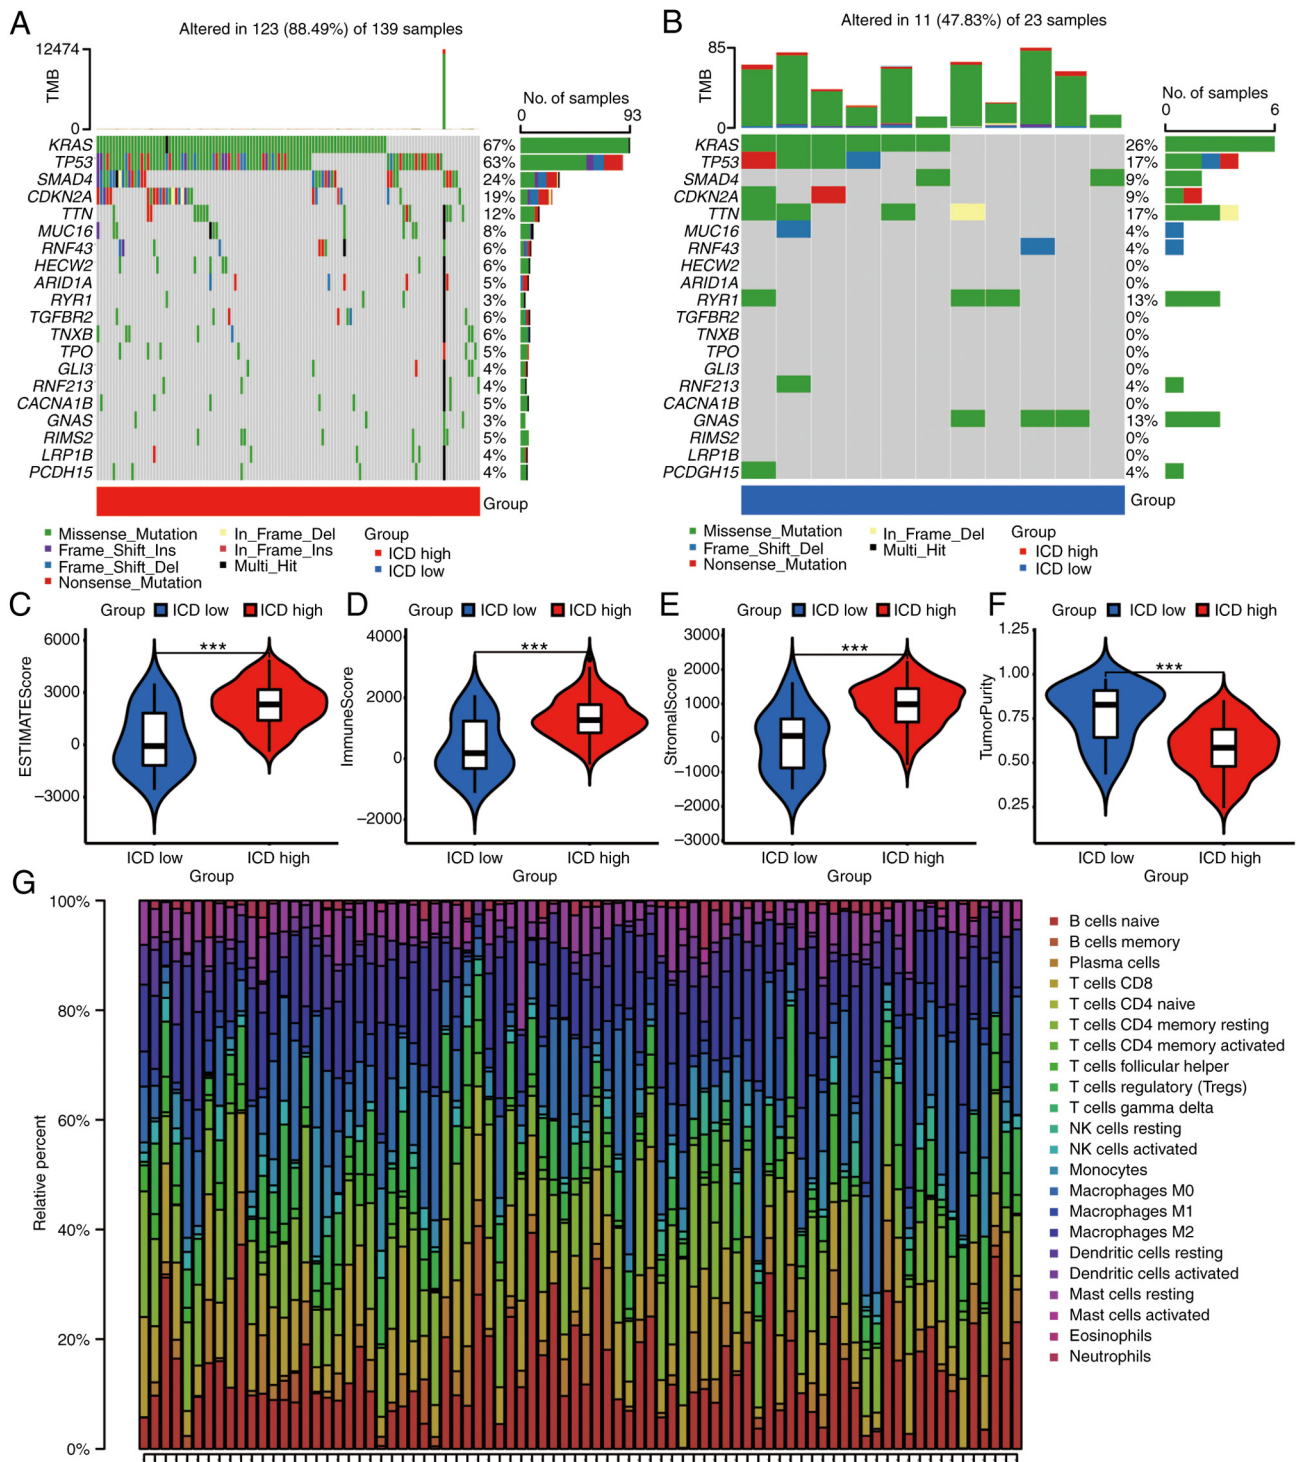 A
Altered in 123 (88.49%) of 139 samples
12474
TMB
0
No. of samples
0 93
KRAS 67%
TP53 63%
SMAD4 24%
CDKN2A 19%
TTN 12%
MUC16 8%
RNF43 6%
HECW2 6%
ARID1A 5%
RYR1 3%
TGFBR2 6%
TNXB 6%
TPO 5%
GLI3 4%
RNF213 4%
CACNA1B 5%
GNAS 3%
RIMS2 5%
LRP1B 4%
PCDH15 4%
Group
Missense_Mutation
Frame_Shift_Ins
Frame_Shift_Del
Nonsense_Mutation
In_Frame_Del
In_Frame_Ins
Multi_Hit
Group
ICD high
ICD low
B
Altered in 11 (47.83%) of 23 samples
85
TMB
0
No. of samples
0 6
KRAS 26%
TP53 17%
SMAD4 9%
CDKN2A 9%
TTN 17%
MUC16 4%
RNF43 4%
HECW2 0%
ARID1A 0%
RYR1 13%
TGFBR2 0%
TNXB 0%
TPO 0%
GLI3 0%
RNF213 4%
CACNA1B 0%
GNAS 13%
RIMS2 0%
LRP1B 0%
PCDGH15 4%
Group
Missense_Mutation
Frame_Shift_Del
Nonsense_Mutation
In_Frame_Del
Multi_Hit
Group
ICD high
ICD low
C
Group ICD low ICD high
ESTIMATEScore
6000
3000
0
−3000
***
ICD low ICD high
Group
D
Group ICD low ICD high
ImmuneScore
4000
2000
0
−2000
***
ICD low ICD high
Group
E
Group ICD low ICD high
StromalScore
3000
2000
1000
0
−1000
−2000
−3000
***
ICD low ICD high
Group
F
Group ICD low ICD high
TumorPurity
1.25
1.00
0.75
0.50
0.25
***
ICD low ICD high
Group
G
Relative percent
100%
80%
60%
40%
20%
0%
B cells naive
B cells memory
Plasma cells
T cells CD8
T cells CD4 naive
T cells CD4 memory resting
T cells CD4 memory activated
T cells follicular helper
T cells regulatory (Tregs)
T cells gamma delta
NK cells resting
NK cells activated
Monocytes
Macrophages M0
Macrophages M1
Macrophages M2
Dendritic cells resting
Dendritic cells activated
Mast cells resting
Mast cells activated
Eosinophils
Neutrophils